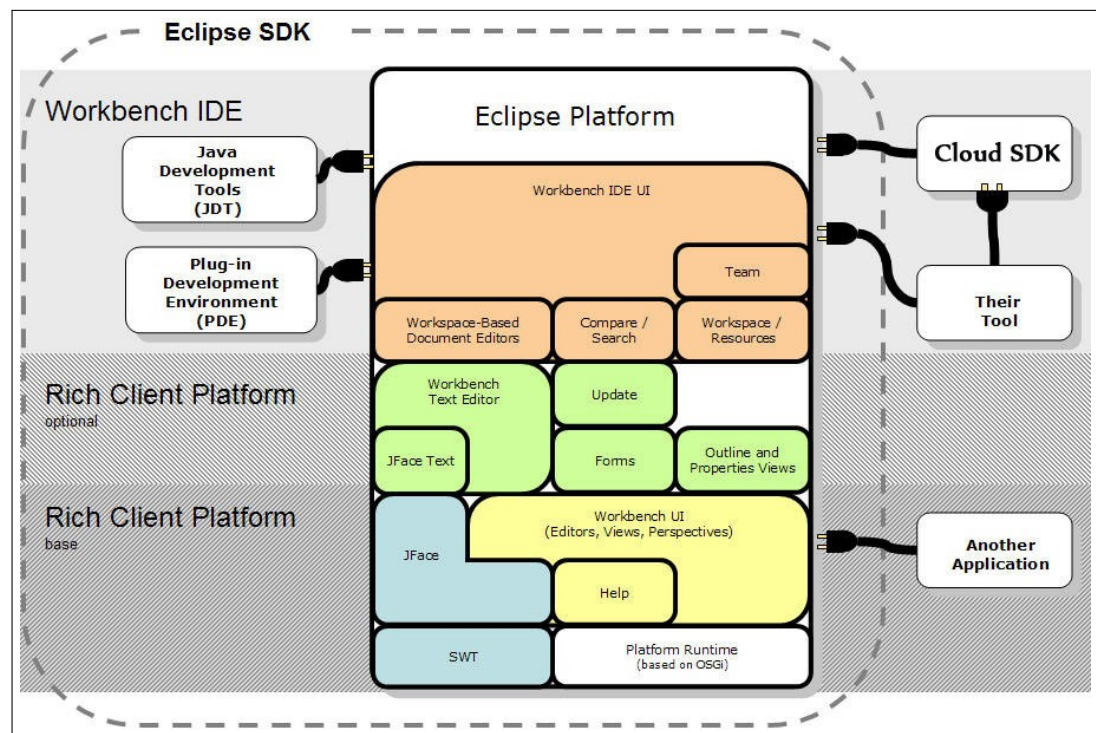 Eclipse SDK
Workbench IDE
Eclipse Platform
Java
Development
Tools
(JDT)
Cloud SDK
Workbench IDE UI
Plug-in
Development
Environment
(PDE)
Team
Their
Tool
Workspace-Based
Document Editors
Compare /
Search
Workspace /
Resources
Rich Client Platform
optional
Workbench
Text Editor
Update
JFace Text
Forms
Outline and
Properties Views
Rich Client Platform
base
Workbench UI
(Editors, Views, Perspectives)
JFace
Another
Application
Help
SWT
Platform Runtime
(based on OSGi)